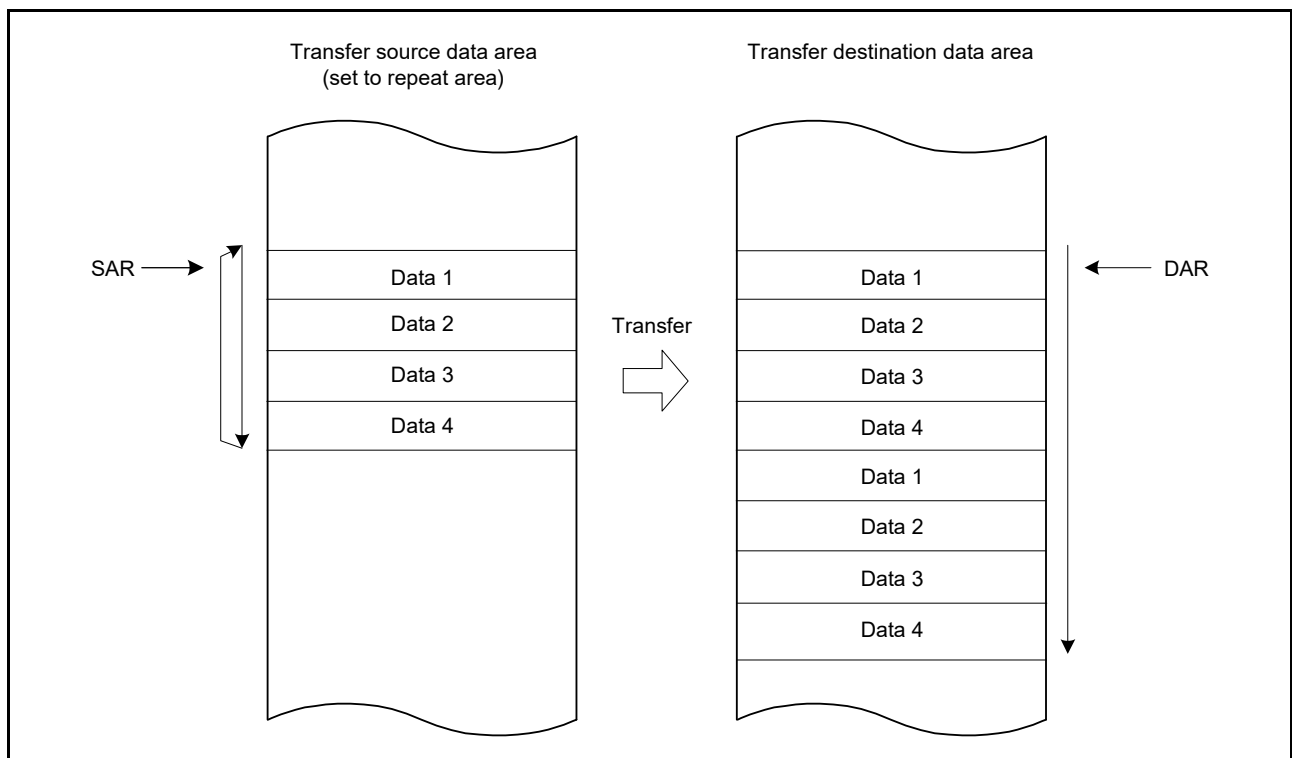 Transfer source data area
(set to repeat area)
Transfer destination data area
SAR
Data 1
Data 2
Data 3
Data 4
Transfer
Data 1
Data 2
Data 3
Data 4
Data 1
Data 2
Data 3
Data 4
DAR